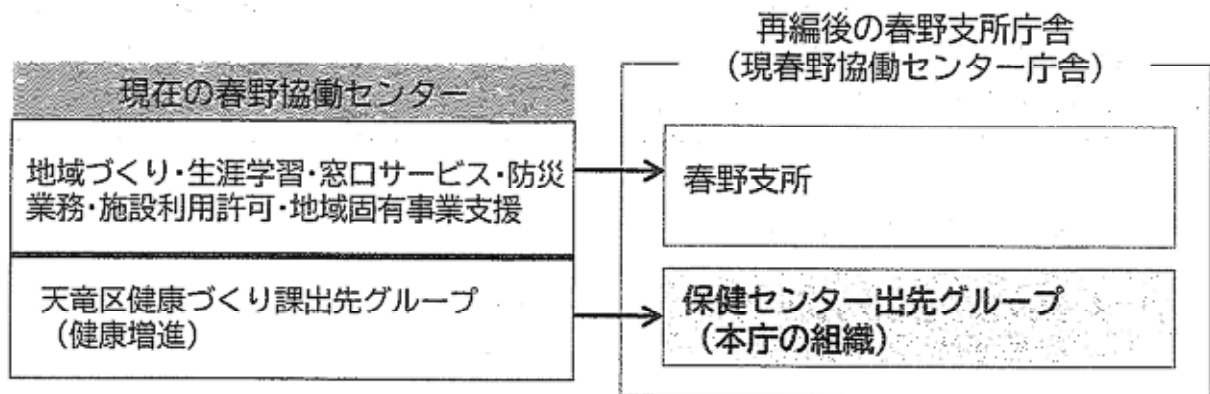 再編後の春野支所庁舎
（現春野協働センター庁舎）
現在の春野協働センター
地域づくり・生涯学習・窓口サービス・防災
業務・施設利用許可・地域固有事業支援
春野支所
天竜区健康づくり課出先グループ
（健康増進）
保健センター出先グループ
（本庁の組織）